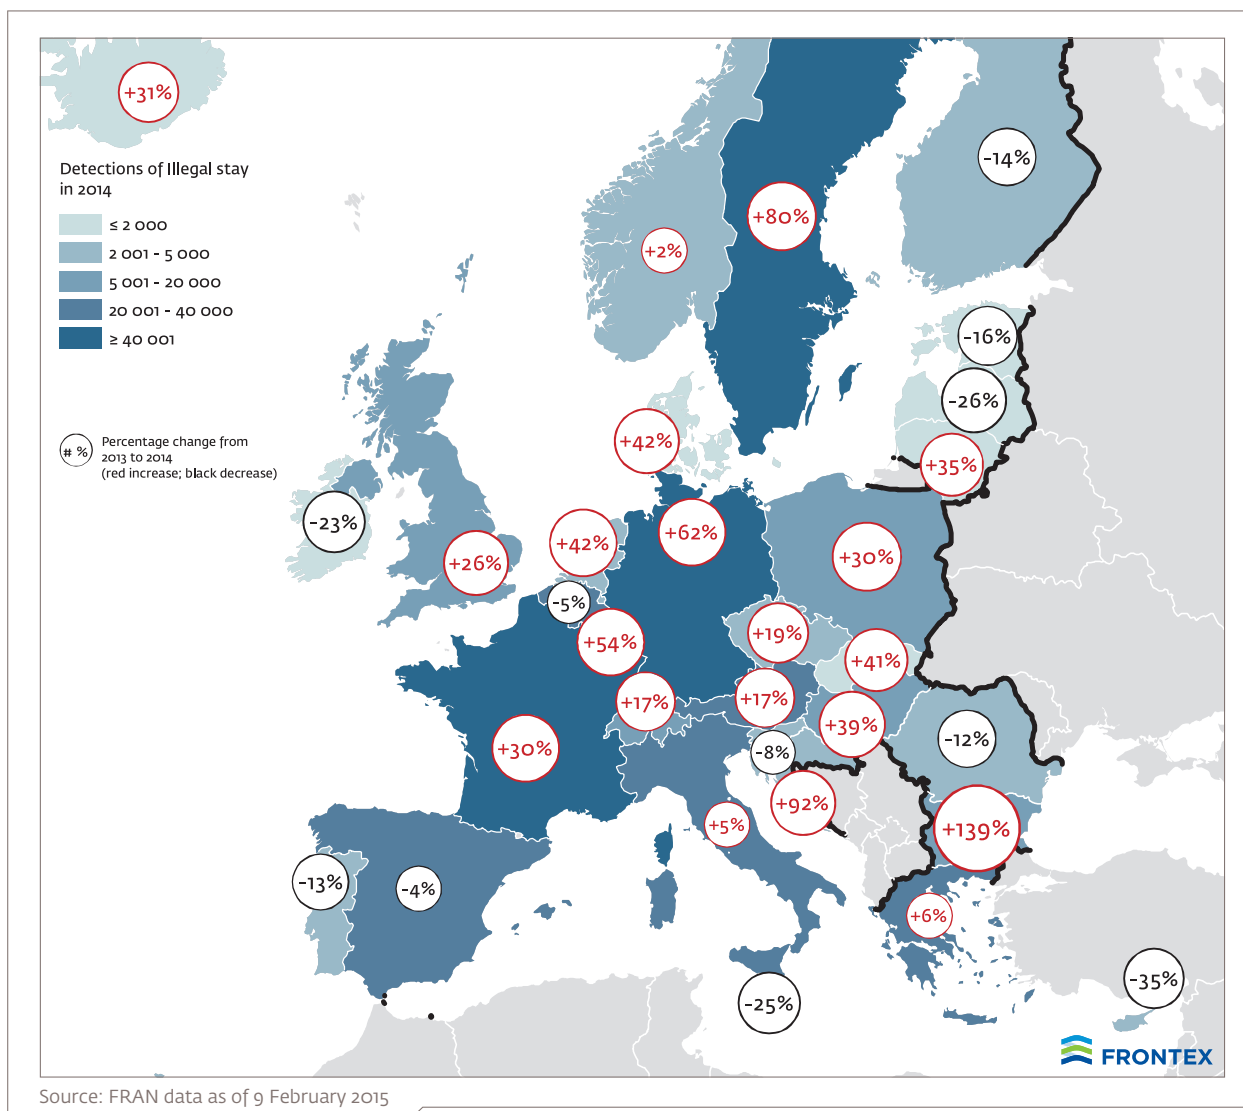 +31%
Detections of Illegal stay
in 2014
≤ 2 000
2 001 - 5 000
5 001 - 20 000
20 001 - 40 000
≥ 40 001
# %
Percentage change from
2013 to 2014
(red increase; black decrease)
-14%
+80%
+2%
-16%
-26%
+42%
+35%
-23%
+62%
+42%
+30%
+26%
-5%
+19%
+54%
+41%
+17%
+17%
+39%
-12%
+30%
-8%
+92%
+5%
+139%
-13%
-4%
+6%
-35%
-25%
FRONTEX
Source: FRAN data as of 9 February 2015